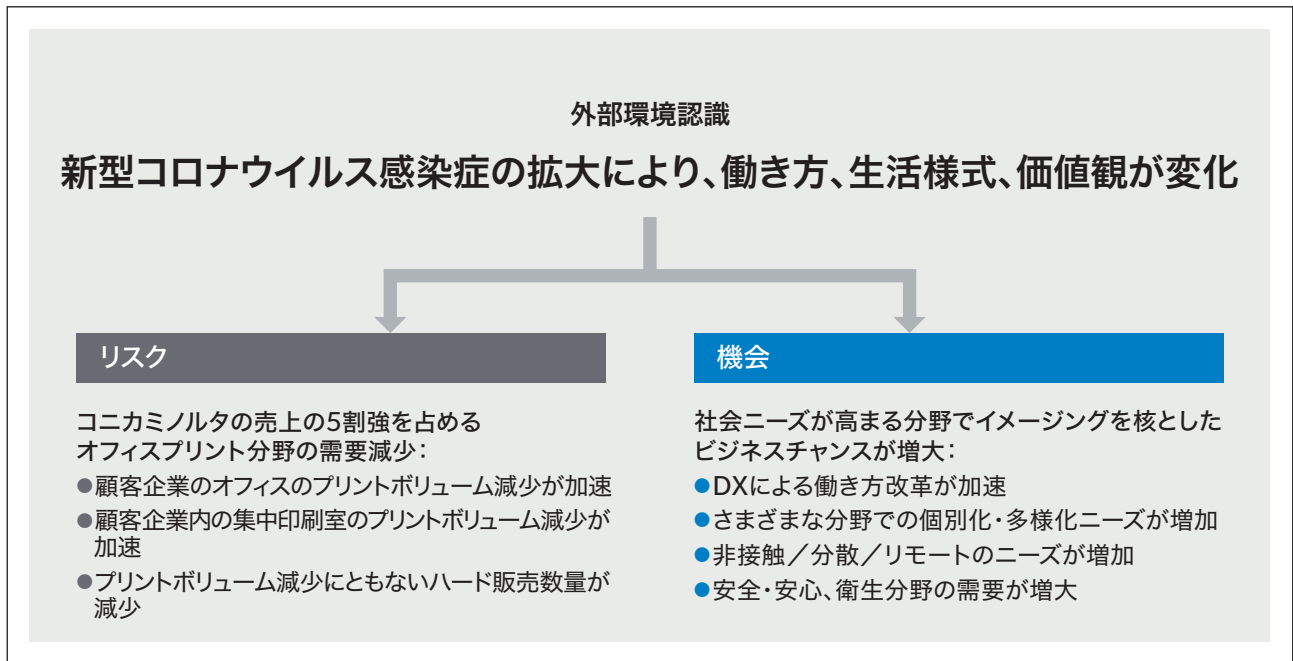 外部環境認識
新型コロナウイルス感染症の拡大により、働き方、生活様式、価値観が変化
リスク
コニカミノルタの売上の5割強を占める
オフィスプリント分野の需要減少：
●顧客企業のオフィスのプリントボリューム減少が加速
●顧客企業内の集中印刷室のプリントボリューム減少が
加速
●プリントボリューム減少にともないハード販売数量が
減少
機会
社会ニーズが高まる分野でイメージングを核とした
ビジネスチャンスが増大：
●DXによる働き方改革が加速
●さまざまな分野での個別化・多様化ニーズが増加
●非接触／分散／リモートのニーズが増加
●安全・安心、衛生分野の需要が増大